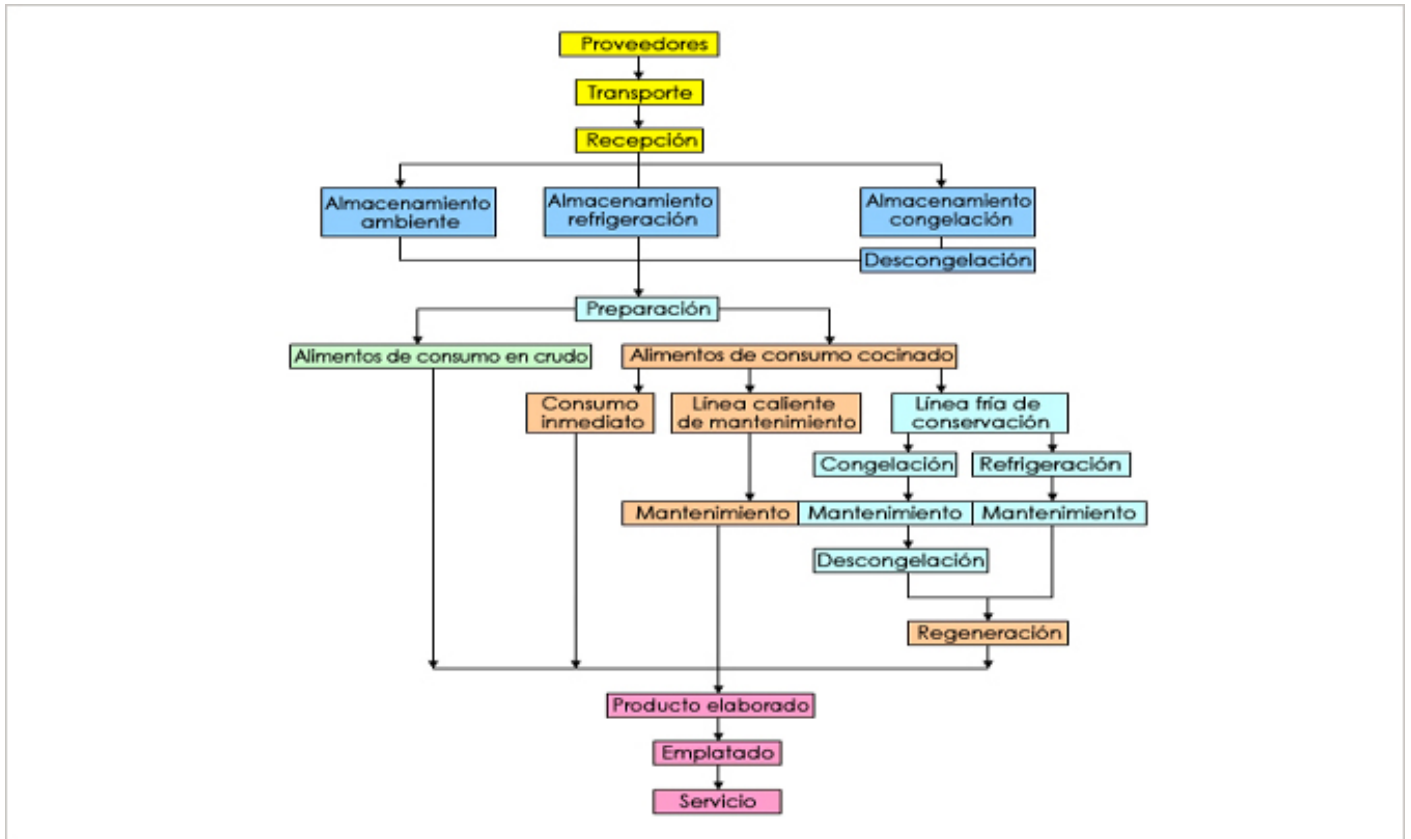 Proveedores
Transporte
Recepción
Almacenamiento
ambiente
Almacenamiento
refrigeración
Almacenamiento
congelación
Descongelación
Preparación
Alimentos de consumo en crudo
Alimentos de consumo cocinado
Consumo
inmediato
Línea caliente
de mantenimiento
Línea fría de
conservación
Congelación
Refrigeración
Mantenimiento
Mantenimiento
Mantenimiento
Descongelación
Regeneración
Producto elaborado
Emplatado
Servicio